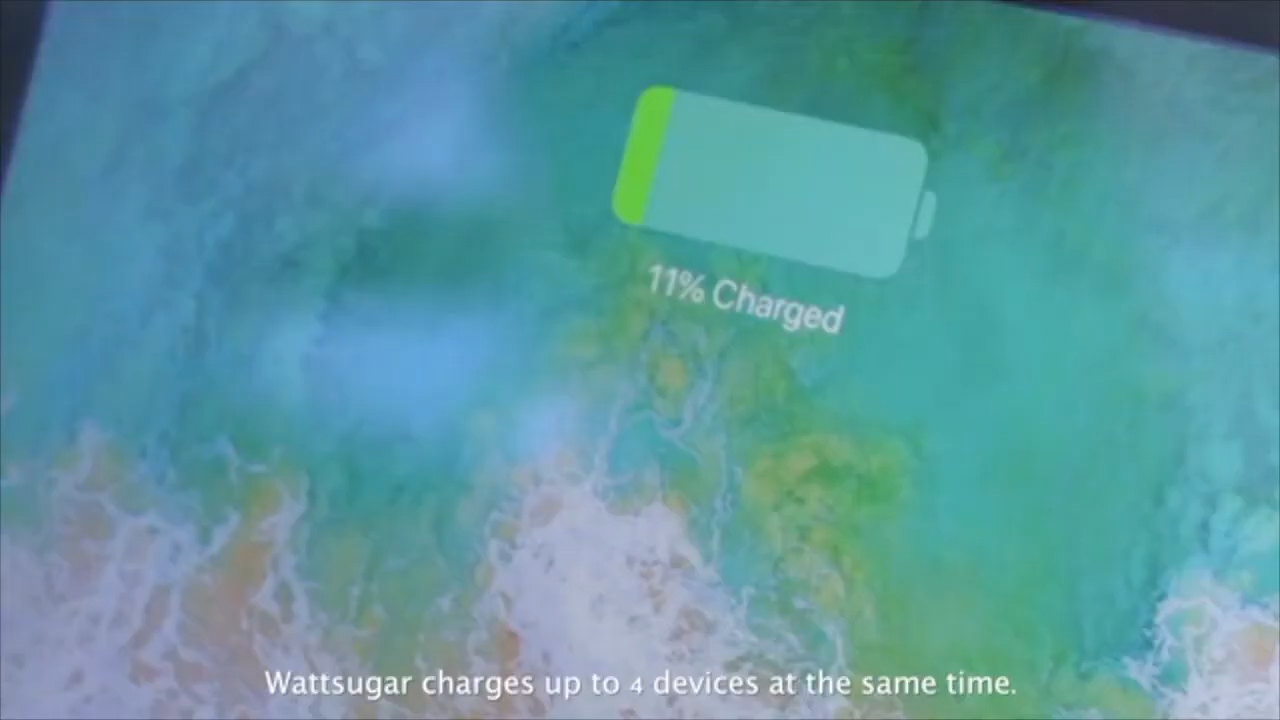 11% Charged
Wattsugar charges up to 4 devices at the same time.